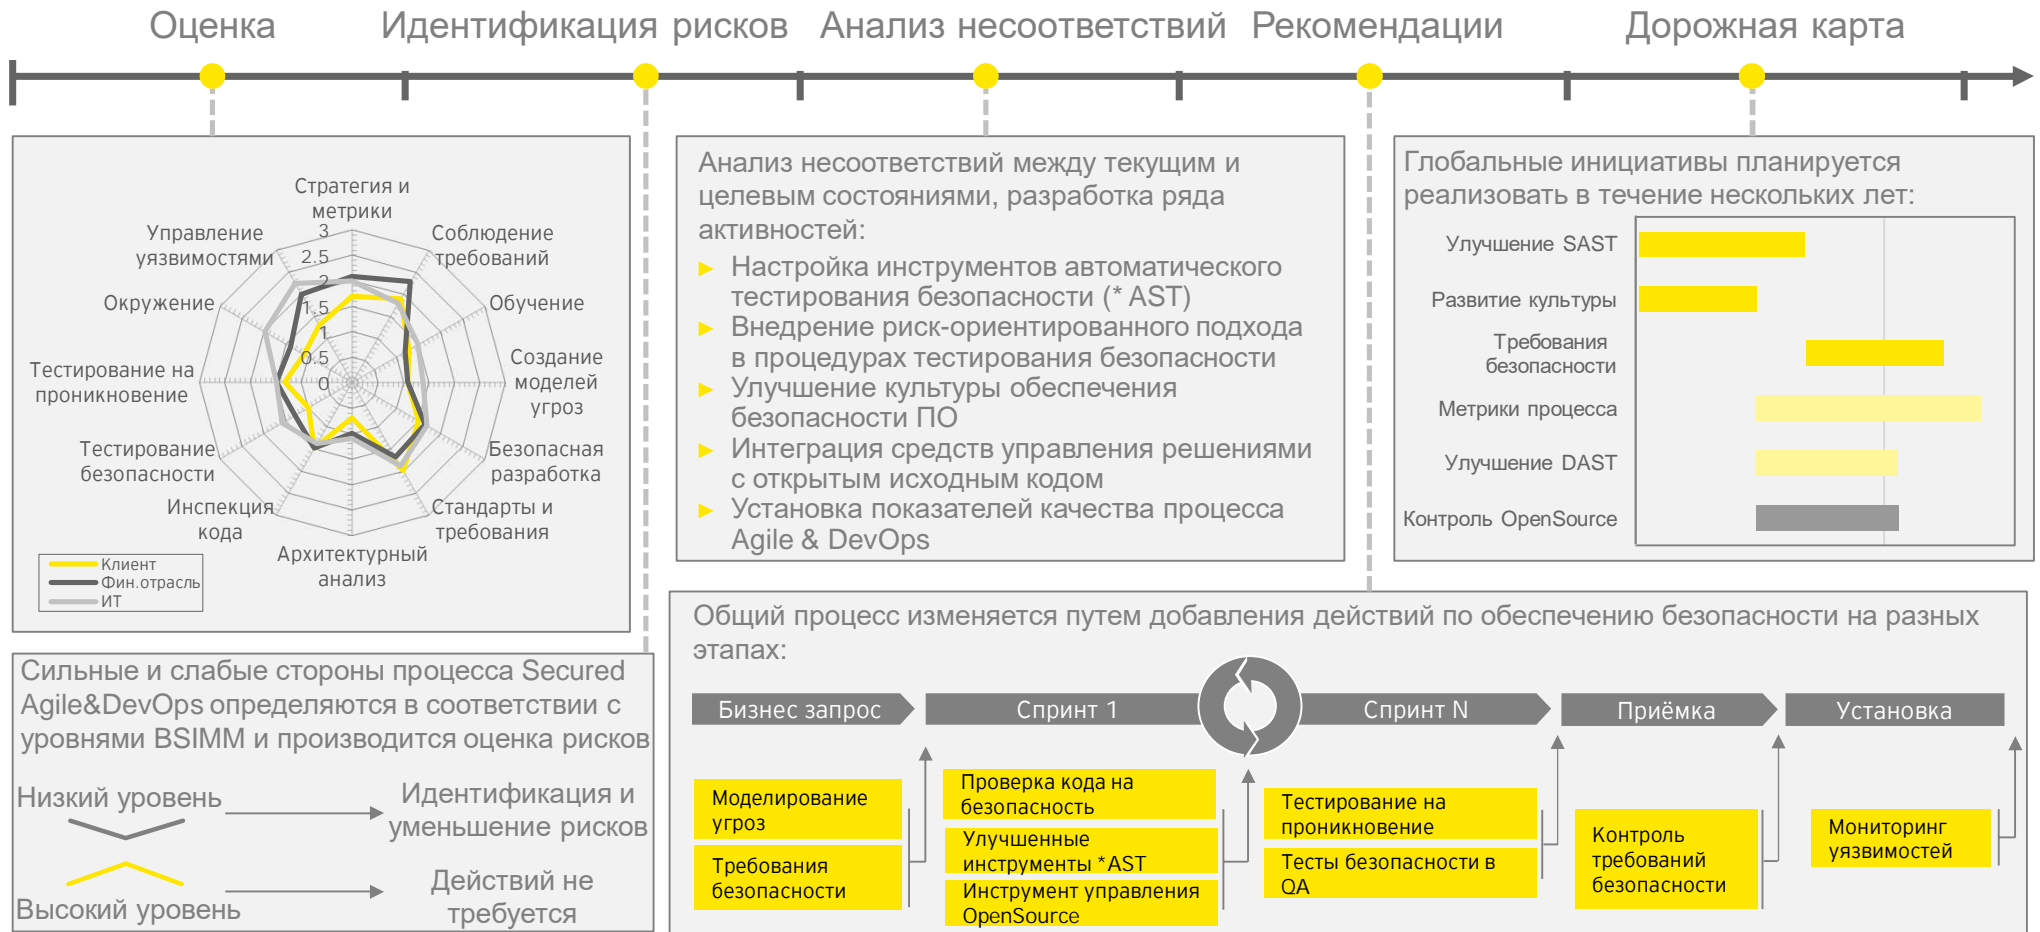 Оценка
Идентификация рисков
Анализ несоответствий
Рекомендации
Дорожная карта
Стратегия и
метрики
Соблюдение
требований
Обучение
Создание
моделей
угроз
Безопасная
разработка
Стандарты и
требования
Архитектурный
анализ
Инспекция
кода
Тестирование
безопасности
Тестирование на
проникновение
Окружение
Управление
уязвимостями
3
2.5
2
1.5
1
0.5
0
Клиент
Фин.отрасль
ИТ
Сильные и слабые стороны процесса Secured
Agile&DevOps определяются в соответствии с
уровнями BSIMM и производится оценка рисков
Низкий уровень
Идентификация и
уменьшение рисков
Высокий уровень
Действий не
требуется
Анализ несоответствий между текущим и
целевым состояниями, разработка ряда
активностей:
► Настройка инструментов автоматического
тестирования безопасности (* AST)
► Внедрение риск-ориентированного подхода
в процедурах тестирования безопасности
► Улучшение культуры обеспечения
безопасности ПО
► Интеграция средств управления решениями
с открытым исходным кодом
► Установка показателей качества процесса
Agile & DevOps
Глобальные инициативы планируется
реализовать в течение нескольких лет:
Улучшение SAST
Развитие культуры
Требования
безопасности
Метрики процесса
Улучшение DAST
Контроль OpenSource
Общий процесс изменяется путем добавления действий по обеспечению безопасности на разных
этапах:
Бизнес запрос
Спринт 1
Спринт N
Приёмка
Установка
Моделирование
угроз
Требования
безопасности
Проверка кода на
безопасность
Улучшенные
инструменты *AST
Инструмент управления
OpenSource
Тестирование на
проникновение
Тесты безопасности в
QA
Контроль
требований
безопасности
Мониторинг
уязвимостей